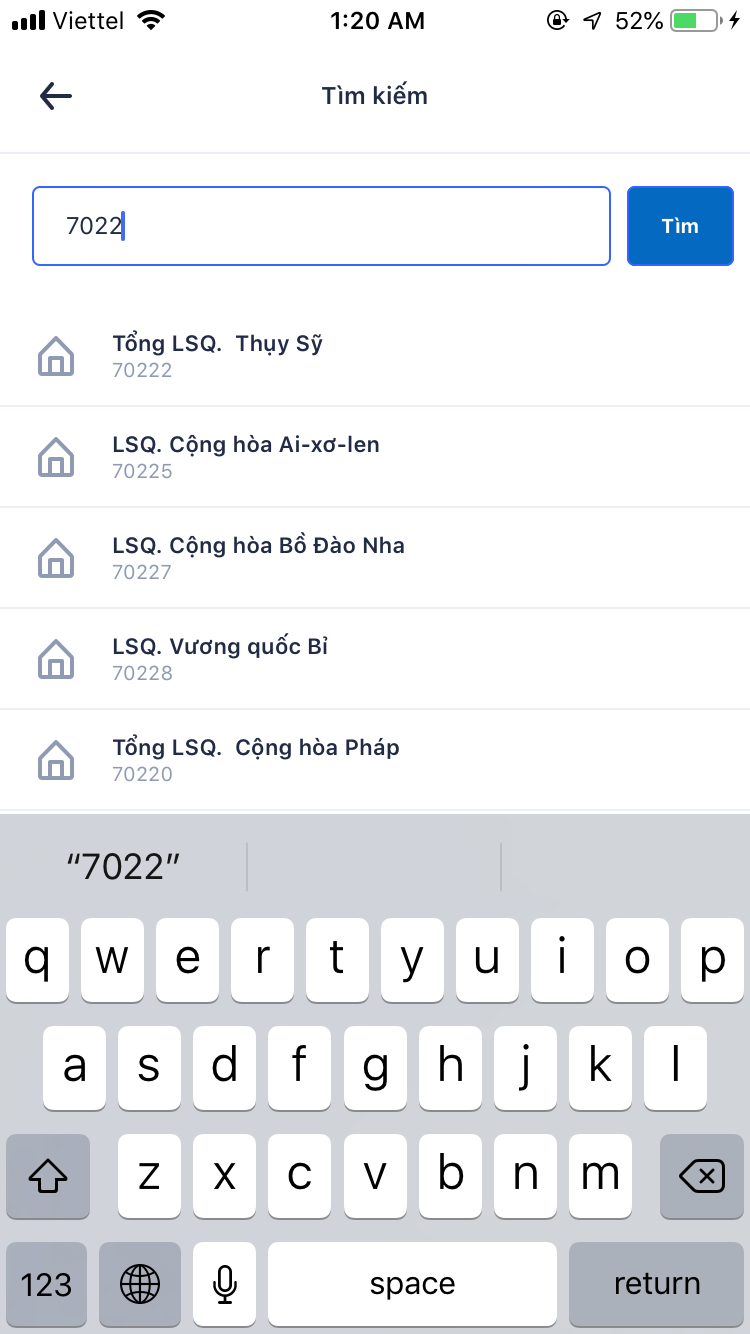 Viettel 1:20 AM 52%
Tìm kiếm
7022 Tìm
Tổng LSQ.  Thụy Sỹ
70222
LSQ. Cộng hòa Ai-xơ-len
70225
LSQ. Cộng hòa Bồ Đào Nha
70227
LSQ. Vương quốc Bỉ
70228
Tổng LSQ.  Cộng hòa Pháp
70220
“7022”
q w e r t y u i o p
a s d f g h j k l
z x c v b n m
123 space return